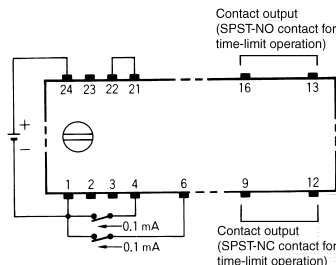 Contact output
(SPST-NO contact for
time-limit operation)
24 23 22 21 16 13
+
−
1 2 3 4 6 9 12
0.1 mA
0.1 mA
Contact output
(SPST-NC contact for
time-limit operation)